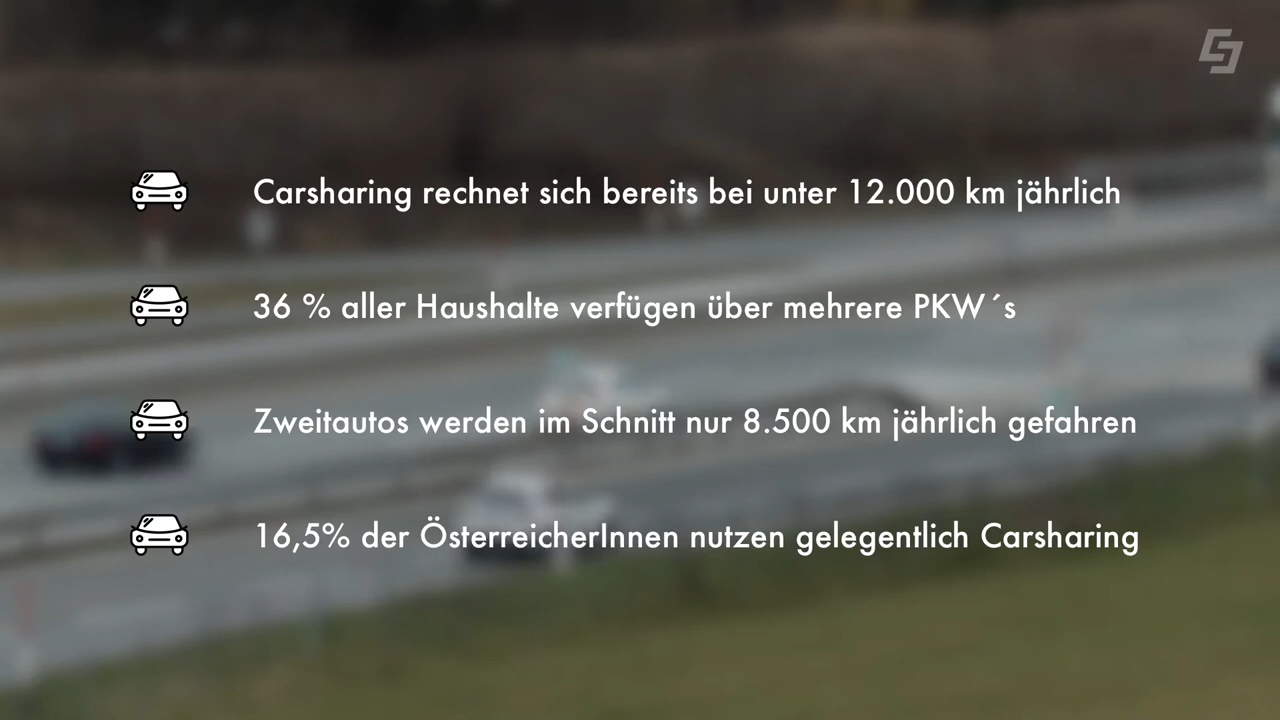 Carsharing rechnet sich bereits bei unter 12.000 km jährlich
36 % aller Haushalte verfügen über mehrere PKW´s
Zweitautos werden im Schnitt nur 8.500 km jährlich gefahren
16,5% der ÖsterreicherInnen nutzen gelegentlich Carsharing